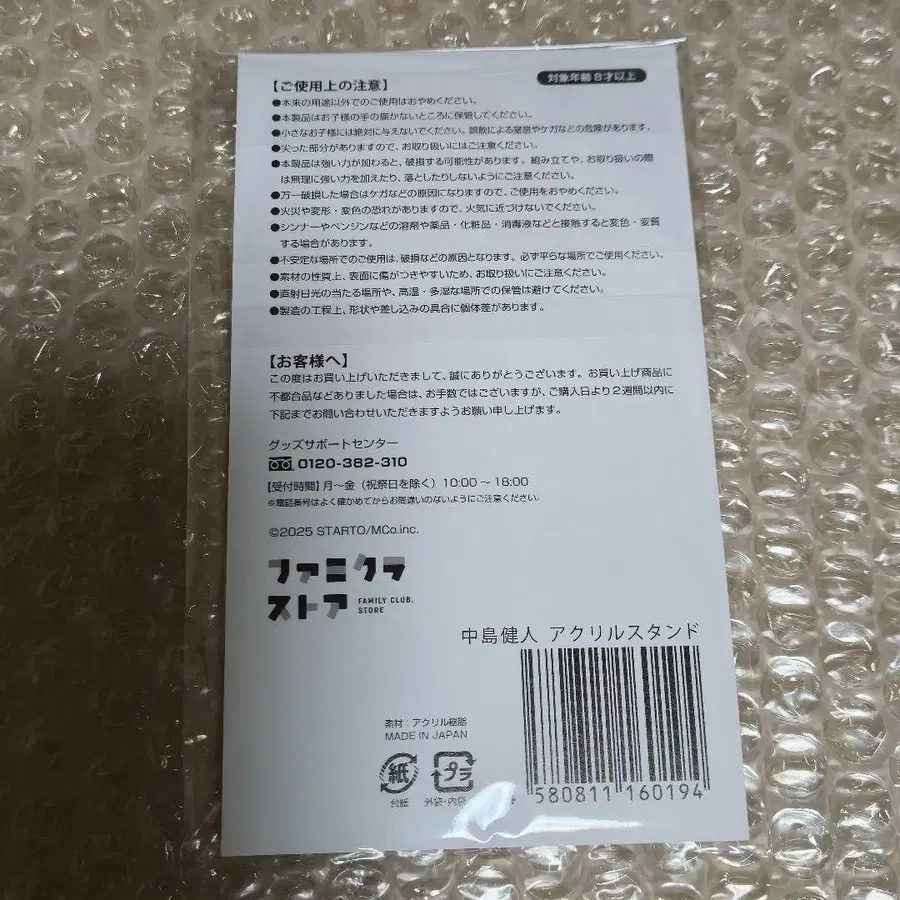 【ご使用上の注意】
対象年齢 8才以上
●本来の用途以外でのご使用はおやめください。
●本製品はお子様の手の届かないところに保管してください。
●小さなお子様には絶対に与えないでください。誤飲による窒息やケガなどの危険があります。
●尖った部分がありますので、お取り扱いにはご注意ください。
●本製品は強い力が加わると、破損する可能性があります。組み立てや、お取り扱いの際
は無理に強い力を加えたり、落としたりしないようにご注意ください。
●万一破損した場合はケガなどの原因になりますので、ご使用をおやめください。
●火災や変形・変色の恐れがありますので、火気に近づけないでください。
●シンナーやベンジンなどの溶剤や薬品・化粧品・消毒液などと接触すると変色・変質
する場合があります。
●不安定な場所でのご使用は、破損などの原因となります。必ず平らな場所でご使用ください。
●素材の性質上、表面に傷がつきやすいため、お取り扱いにご注意ください。
●直射日光の当たる場所や、高温・多湿な場所での保管は避けてください。
●製造の工程上、形状や差し込みの具合に個体差があります。
【お客様へ】
この度はお買い上げいただきまして、誠にありがとうございます。お買い上げ商品に
不都合品などありました場合は、お手数ではございますが、ご購入日より2週間以内に
下記までお問い合わせいただきますようお願い申し上げます。
グッズサポートセンター
0120-382-310
【受付時間】月～金（祝祭日を除く）10:00～18:00
※電話番号はよく確かめてからお間違いのないようにご注意ください。
©2025 STARTO/MCo.inc.
ファミクラ
ストア
FAMILY CLUB.
STORE
中島健人 アクリルスタンド
素材：アクリル樹脂
MADE IN JAPAN
紙
プラ
台紙
外袋・内袋
580811 160194